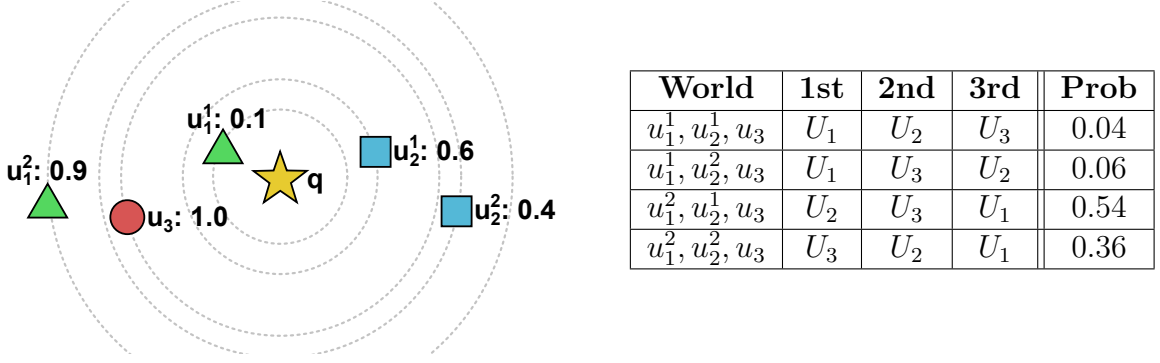 u₁¹: 0.1
u₁²: 0.9
u₂¹: 0.6
q
u₃: 1.0
u₂²: 0.4
World 1st 2nd 3rd Prob
u₁¹, u₂¹, u₃ U₁ U₂ U₃ 0.04
u₁¹, u₂², u₃ U₁ U₃ U₂ 0.06
u₁², u₂¹, u₃ U₂ U₃ U₁ 0.54
u₁², u₂², u₃ U₃ U₂ U₁ 0.36